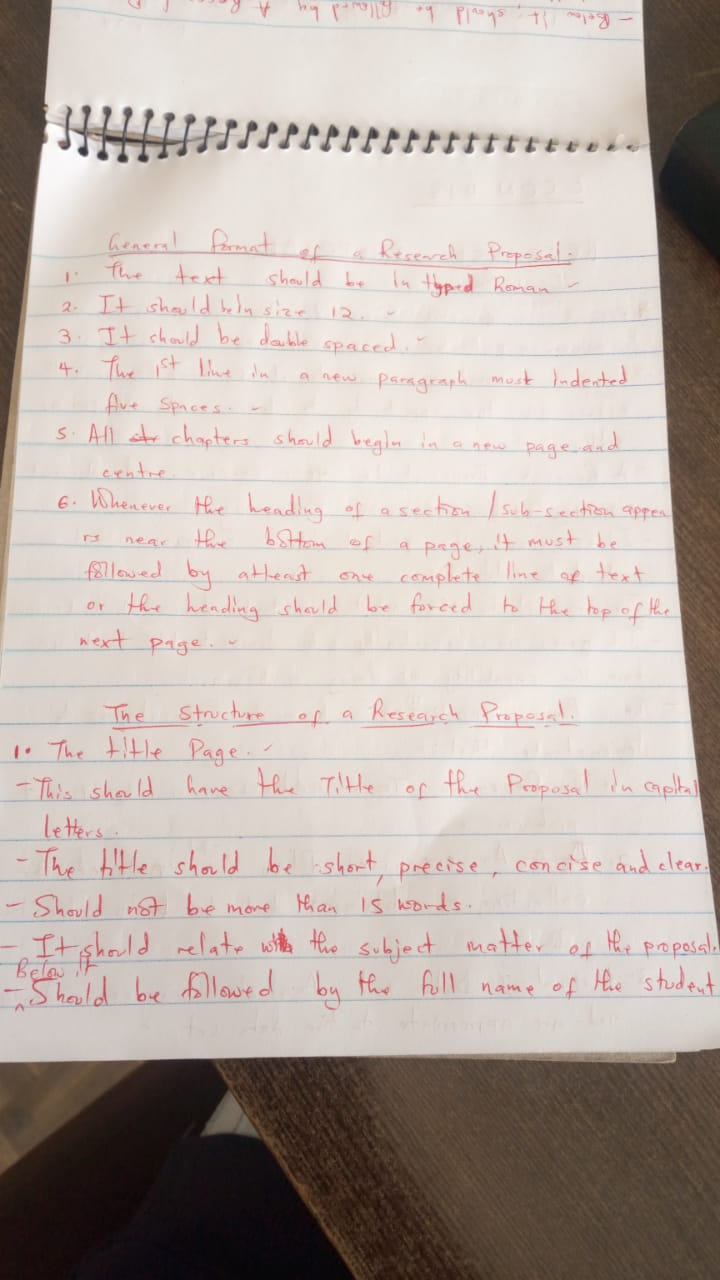 - Below it, should be followed by A
General format of a Research Proposal.
1. The text should be in typed Roman
2. It should be in size 12.
3. It should be double spaced.
4. The 1st line in a new paragraph must Indented
five spaces.
5. All chapters should begin in a new page and
centre.
6. Whenever the heading of a section / sub-section appea
rs near the bottom of a page, it must be
followed by atleast one complete line of text
or the heading should be forced to the top of the
next page.
The Structure of a Research Proposal.
1. The title Page.
- This should have the Title of the Proposal in capital
letters.
- The title should be short, precise, concise and clear.
- Should not be more than 15 words.
- It should relate with the subject matter of the proposal.
Below it
- Should be followed by the full name of the student